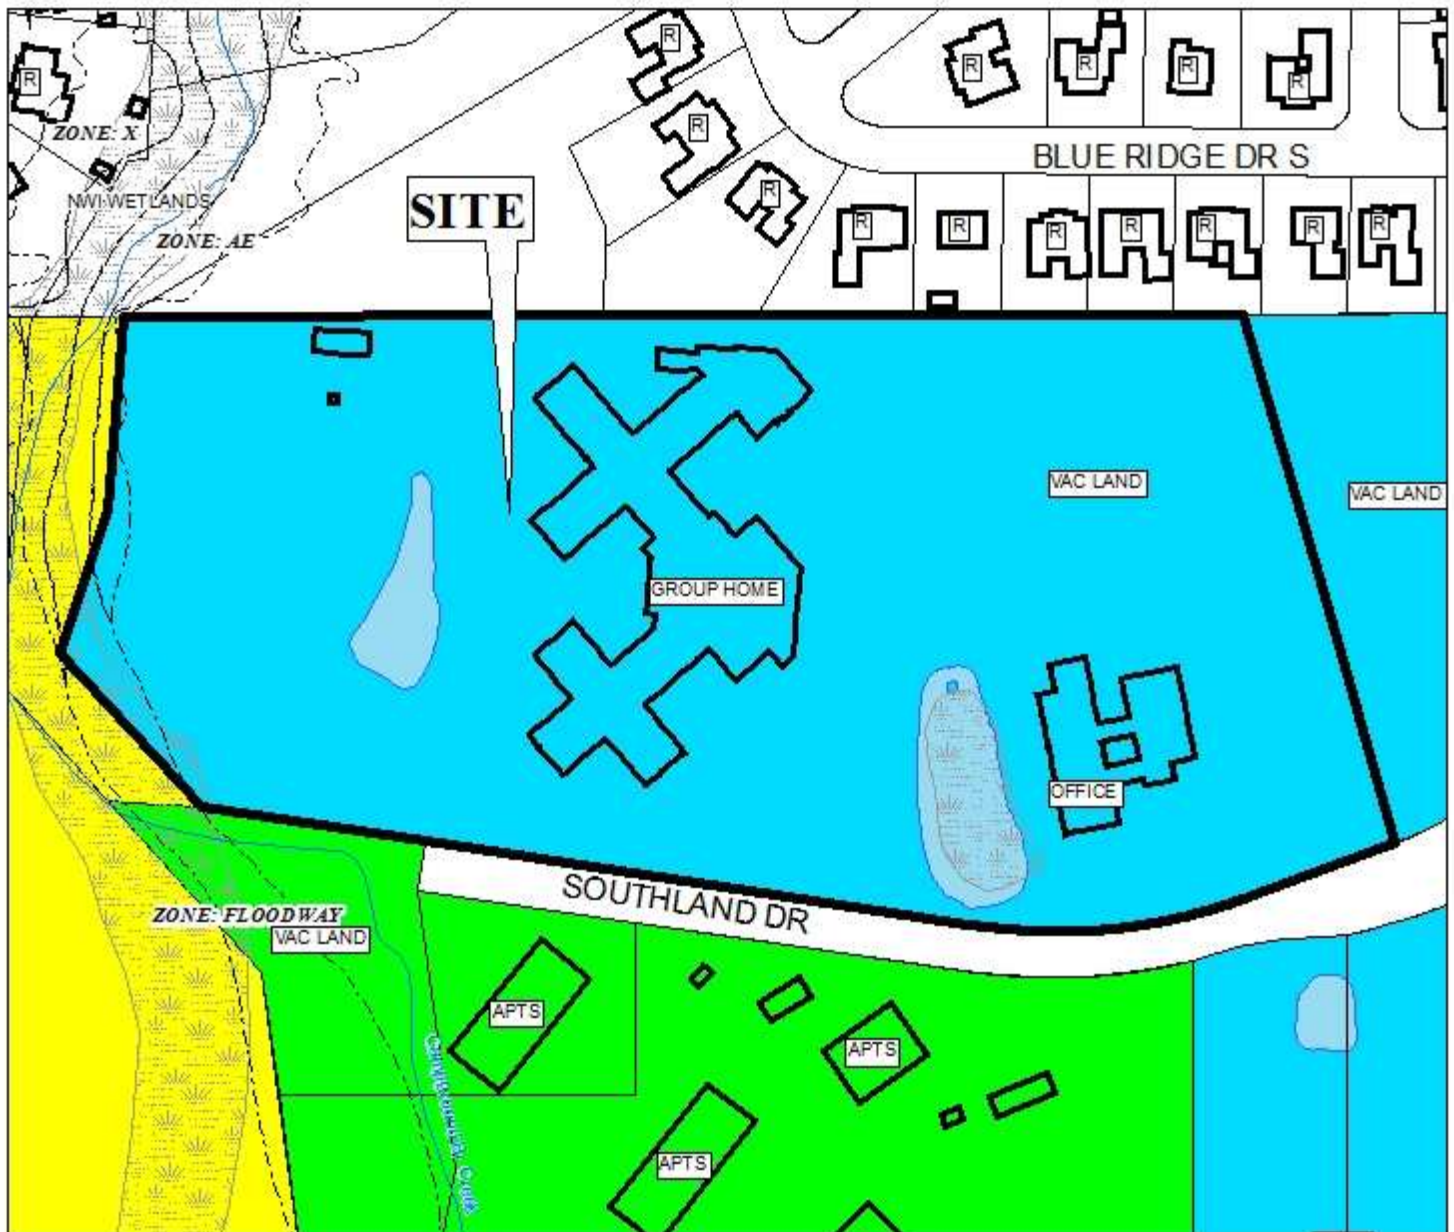 R
R
R
R
R
R
ZONE: X
R
BLUE RIDGE DR S
NWI WETLANDS
R
SITE
R
R
R
R
R
R
R
ZONE: AE
VAC LAND
VAC LAND
GROUP HOME
OFFICE
SOUTHLAND DR
ZONE: FLOODWAY
VAC LAND
APTS
APTS
APTS